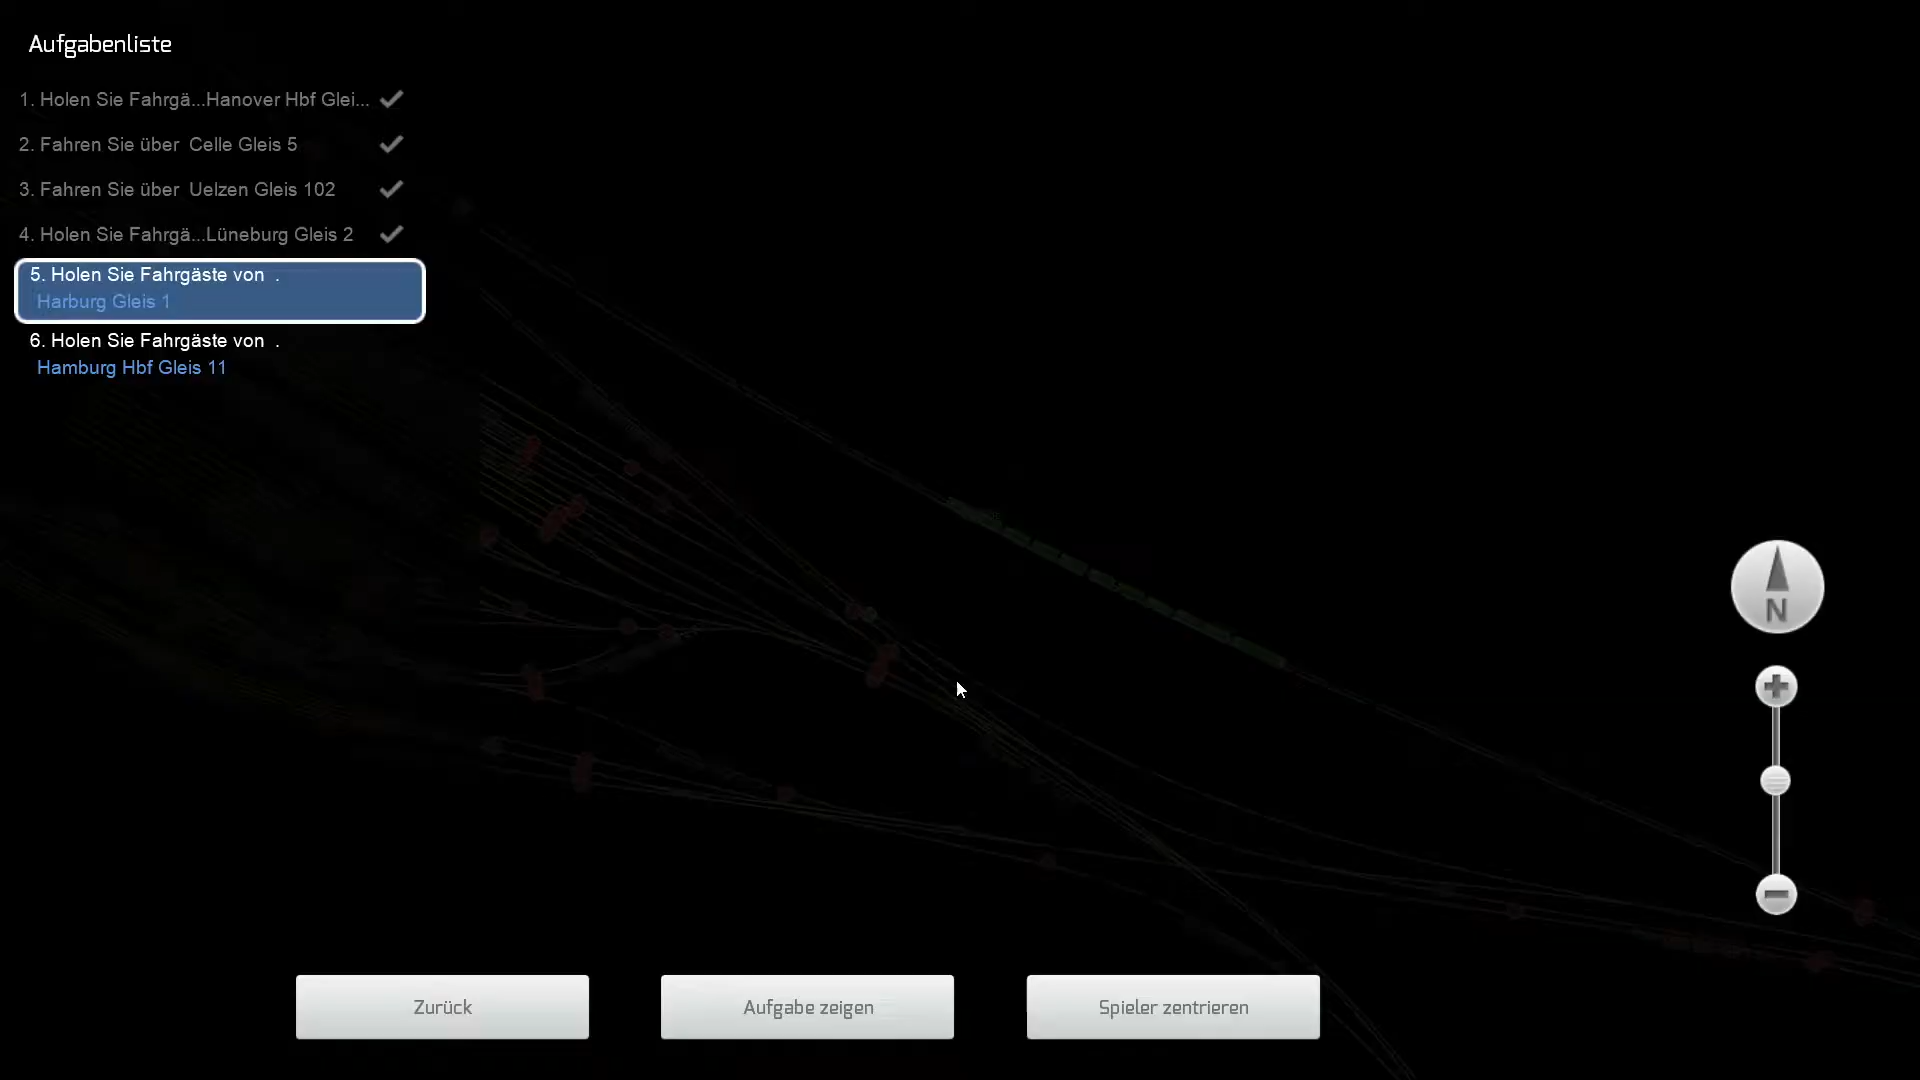 Aufgabenliste
1. Holen Sie Fahrgä...Hanover Hbf Glei...
2. Fahren Sie über  Celle Gleis 5
3. Fahren Sie über  Uelzen Gleis 102
4. Holen Sie Fahrgä...Lüneburg Gleis 2
5. Holen Sie Fahrgäste von  .
Harburg Gleis 1
6. Holen Sie Fahrgäste von  .
Hamburg Hbf Gleis 11
N
Zurück
Aufgabe zeigen
Spieler zentrieren